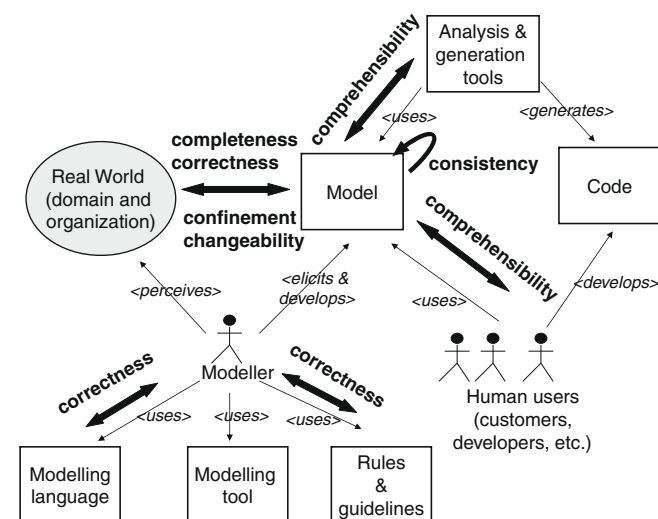 Analysis &
generation
tools
comprehensibility
<uses>
<generates>
completeness
correctness
consistency
Real World
(domain and
organization)
Model
Code
confinement
changeability
comprehensibility
<perceives>
<elicits &
develops>
<uses>
<develops>
Modeller
correctness
correctness
<uses>
<uses>
<uses>
Human users
(customers,
developers, etc.)
Modelling
language
Modelling
tool
Rules
&
guidelines